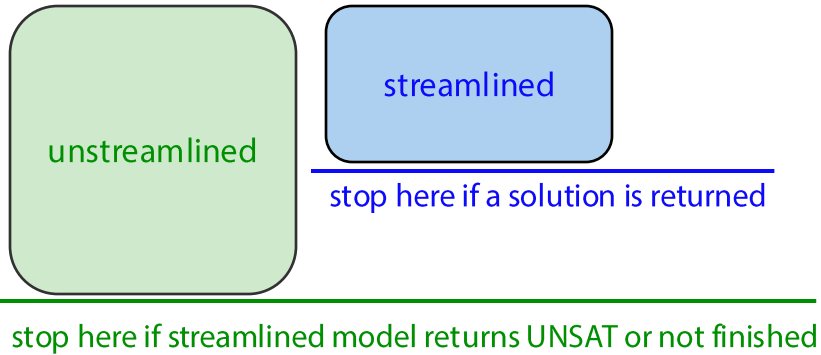 unstreamlined
streamlined
stop here if a solution is returned
stop here if streamlined model returns UNSAT or not finished